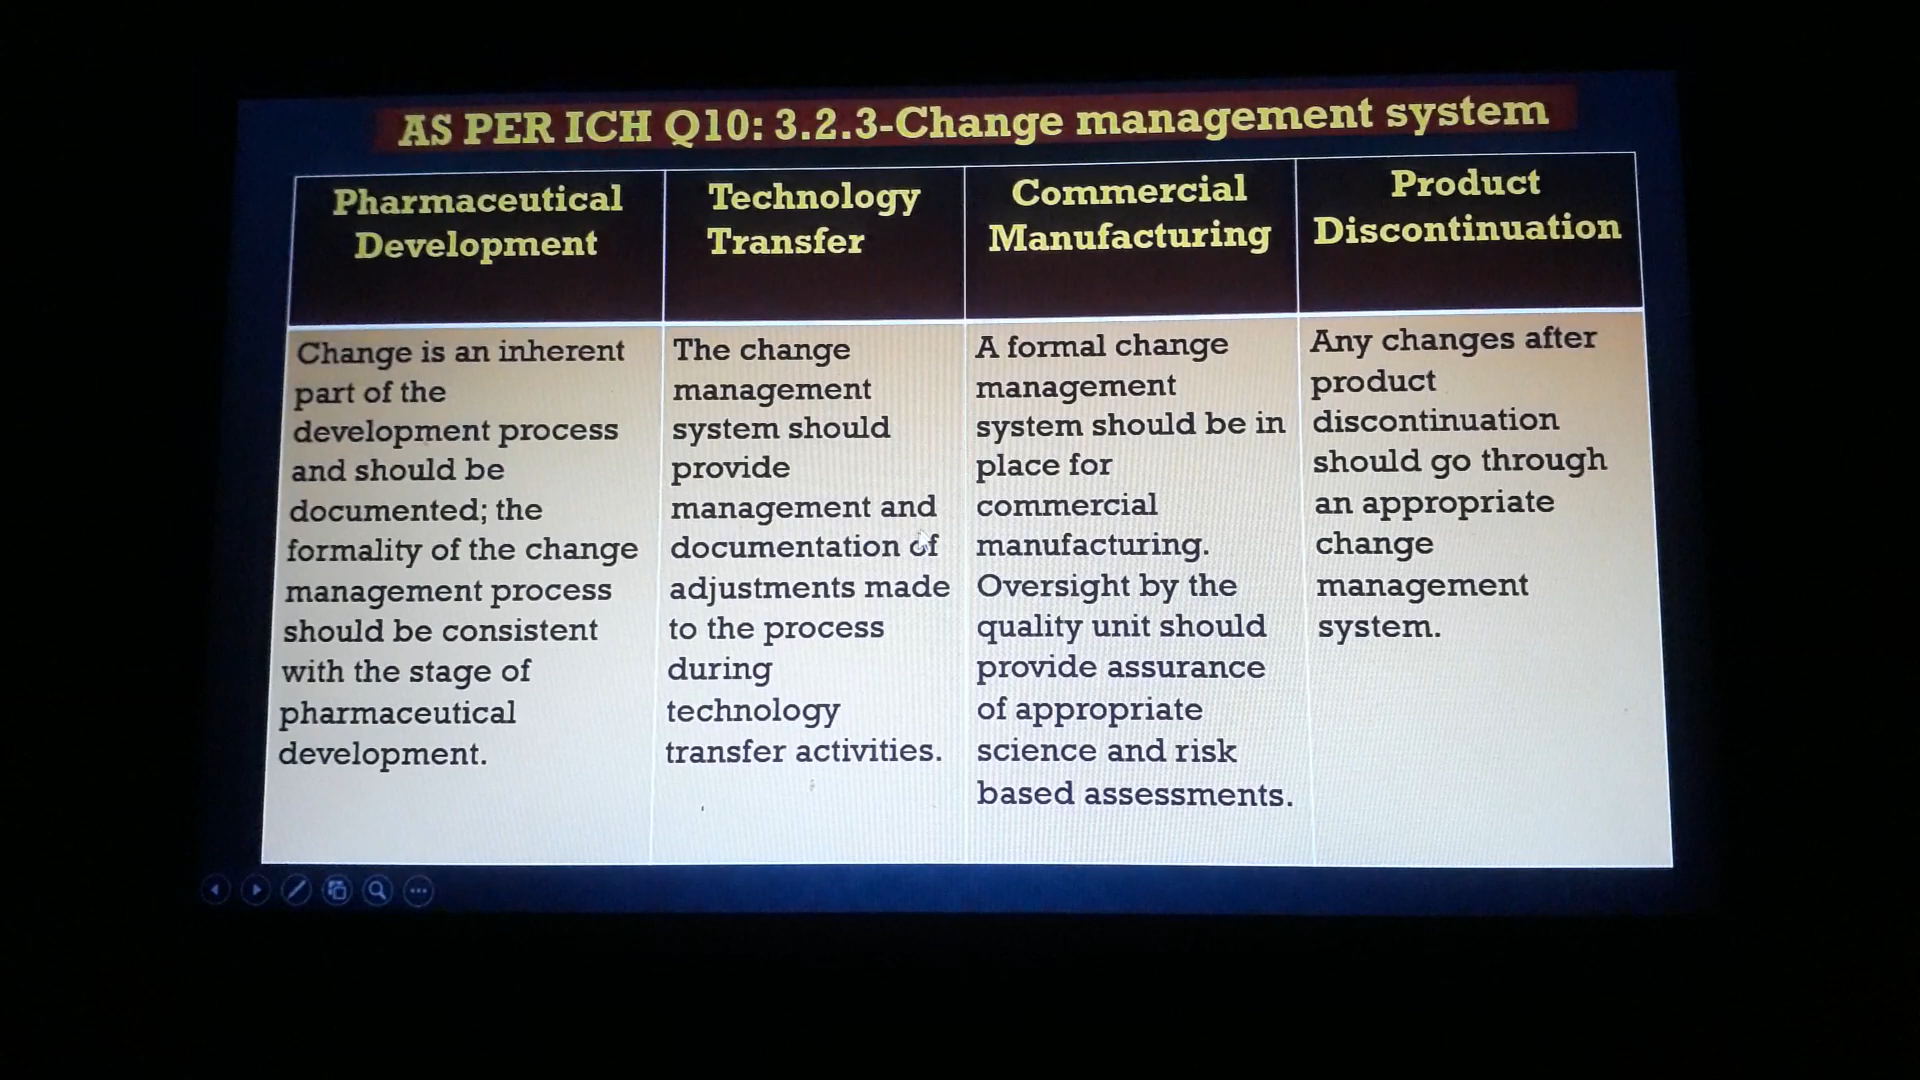 AS PER ICH Q10: 3.2.3-Change management system
Pharmaceutical
Development
Technology
Transfer
Commercial
Manufacturing
Product
Discontinuation
Change is an inherent
part of the
development process
and should be
documented; the
formality of the change
management process
should be consistent
with the stage of
pharmaceutical
development.
The change
management
system should
provide
management and
documentation of
adjustments made
to the process
during
technology
transfer activities.
A formal change
management
system should be in
place for
commercial
manufacturing.
Oversight by the
quality unit should
provide assurance
of appropriate
science and risk
based assessments.
Any changes after
product
discontinuation
should go through
an appropriate
change
management
system.